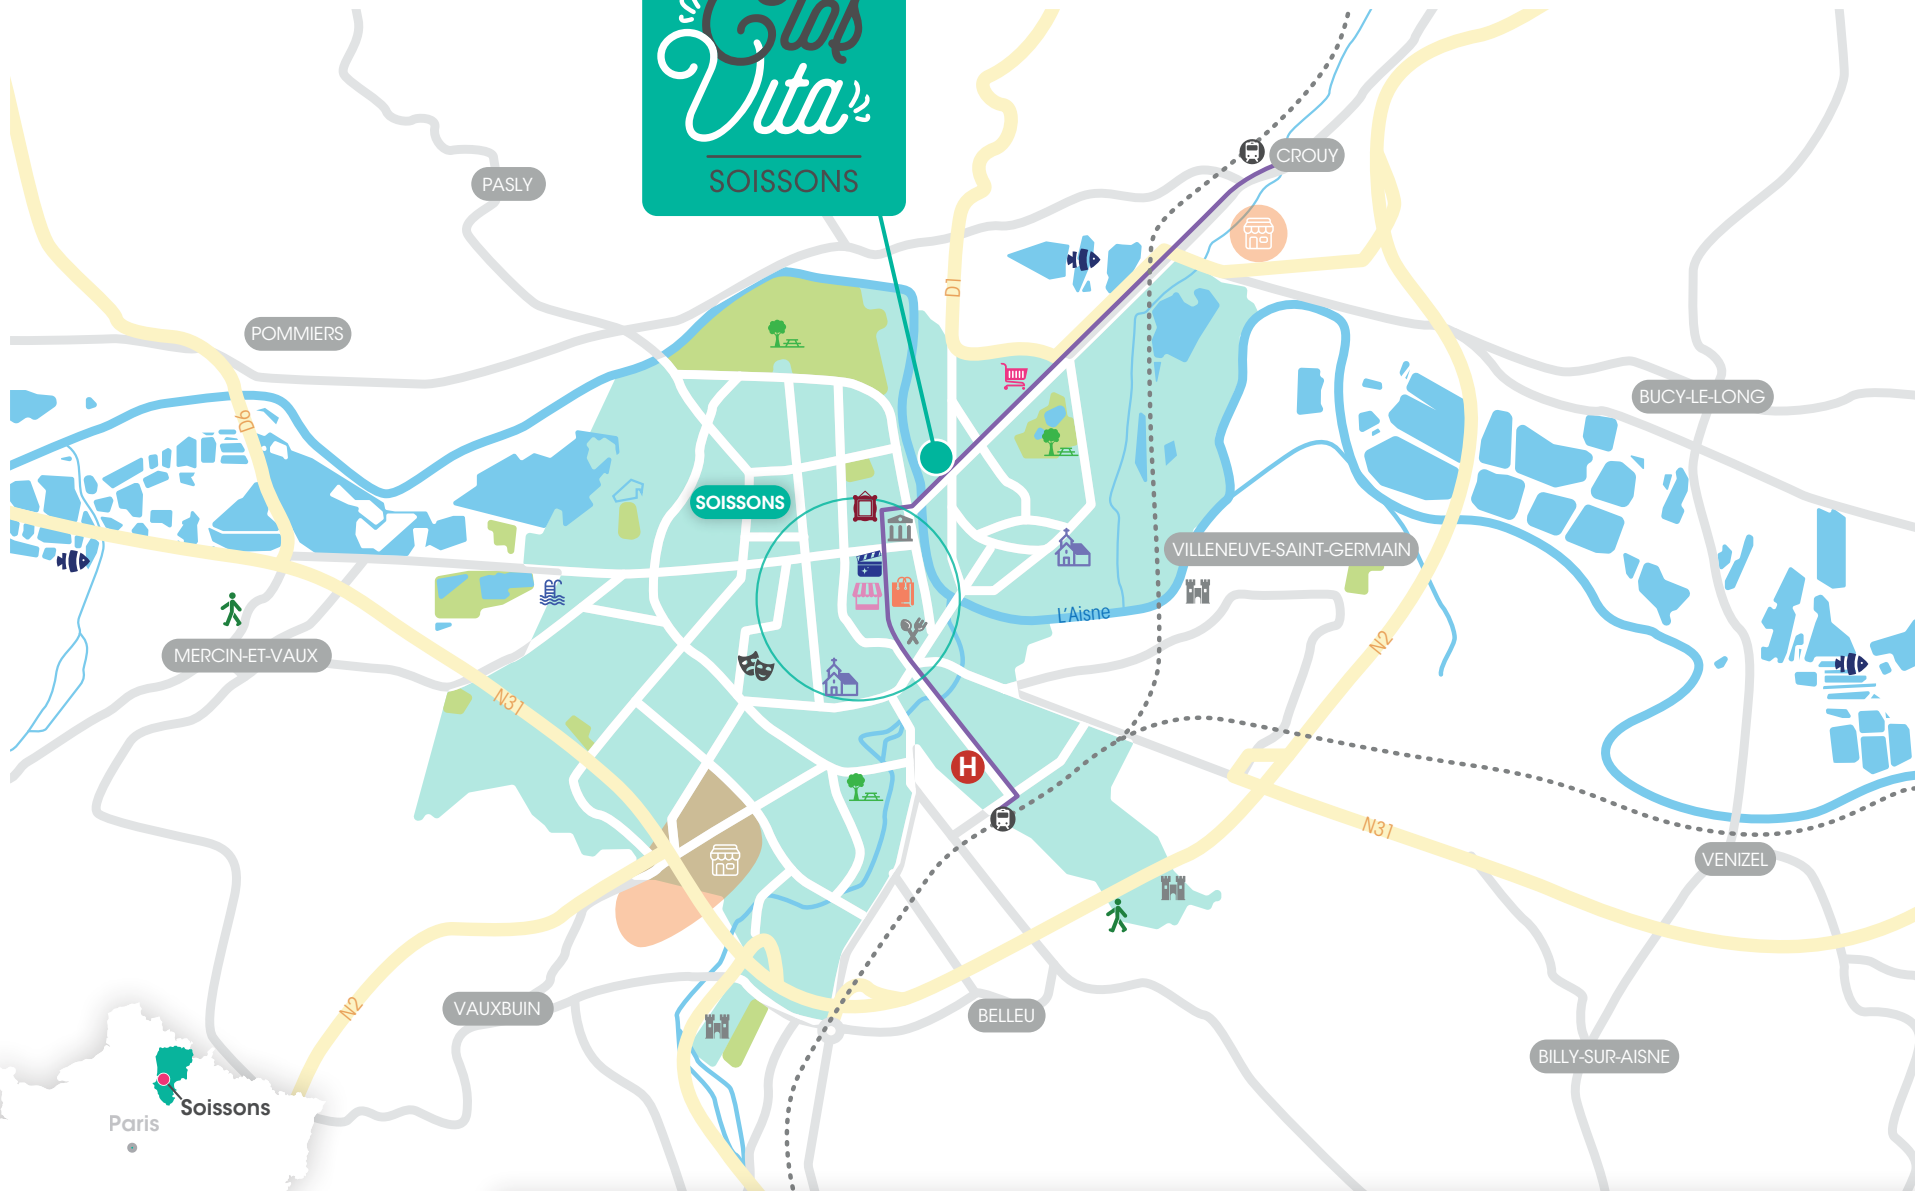 Clos
Vita
SOISSONS
CROUY
PASLY
D1
POMMIERS
BUCY-LE-LONG
D6
SOISSONS
VILLENEUVE-SAINT-GERMAIN
L'Aisne
MERCIN-ET-VAUX
N2
N31
H
N31
VENIZEL
N2
VAUXBUIN
BELLEU
BILLY-SUR-AISNE
Soissons
Paris